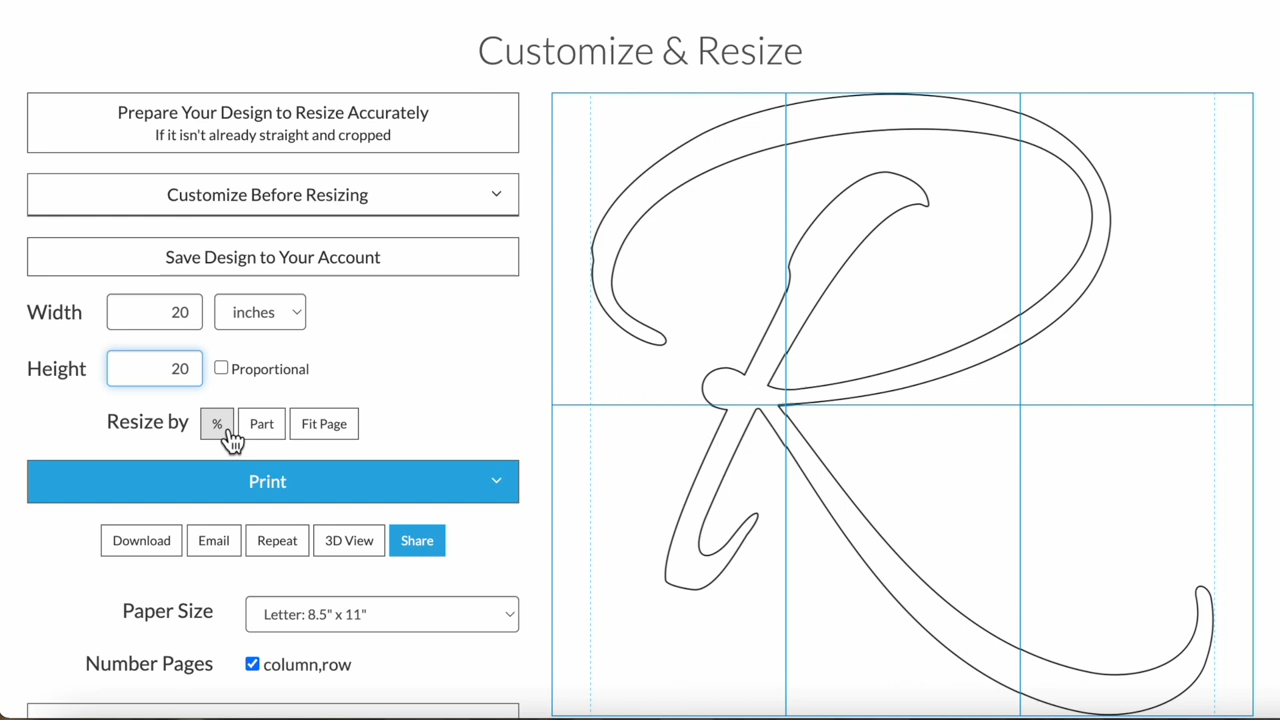 Customize & Resize
Prepare Your Design to Resize Accurately
If it isn't already straight and cropped
Customize Before Resizing
Save Design to Your Account
Width 20 inches
Height 20 Proportional
Resize by % Part Fit Page
Print
Download Email Repeat 3D View Share
Paper Size Letter: 8.5" x 11"
Number Pages column,row
R